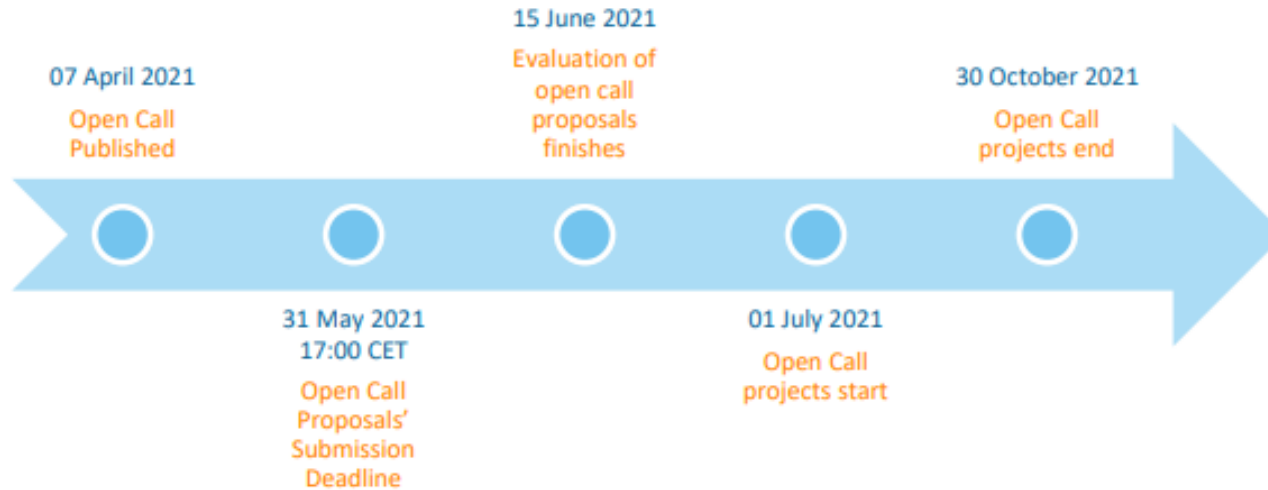 07 April 2021
Open Call
Published
31 May 2021
17:00 CET
Open Call
Proposals’
Submission
Deadline
15 June 2021
Evaluation of
open call
proposals
finishes
01 July 2021
Open Call
projects start
30 October 2021
Open Call
projects end